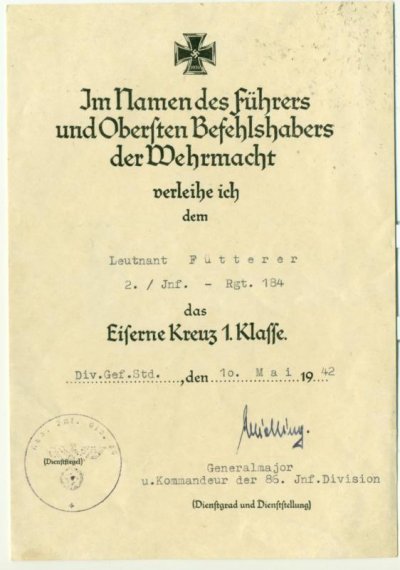 Im Namen des Führers
und Obersten Befehlshabers
der Wehrmacht
verleihe ich
dem
Leutnant Fütterer
2. / Jnf. - Rgt. 184
das
Eiserne Kreuz 1. Klasse.
Div.Gef.Std. , den 10. Mai 1942
Generalmajor
u.Kommandeur der 86. Jnf.Division
(Dienstgrad und Dienststellung)
(Dienstsiegel)